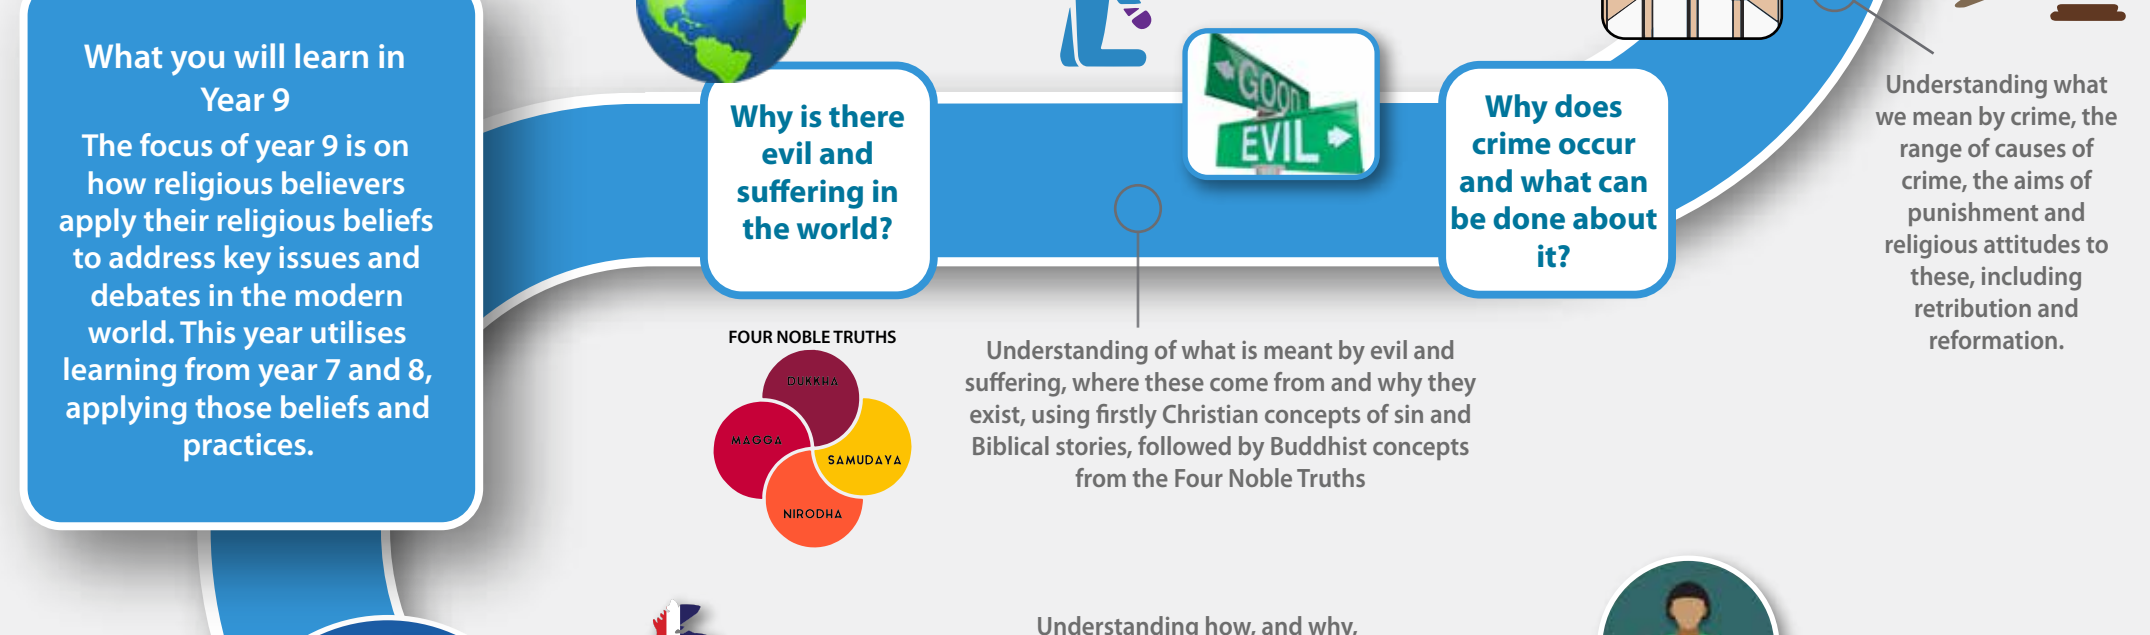 What you will learn in
Year 9
The focus of year 9 is on
how religious believers
apply their religious beliefs
to address key issues and
debates in the modern
world. This year utilises
learning from year 7 and 8,
applying those beliefs and
practices.
Why is there
evil and
suffering in
the world?
GOOD
EVIL
Why does
crime occur
and what can
be done about
it?
Understanding what
we mean by crime, the
range of causes of
crime, the aims of
punishment and
religious attitudes to
these, including
retribution and
reformation.
FOUR NOBLE TRUTHS
DUKKHA
MAGGA
SAMUDAYA
NIRODHA
Understanding of what is meant by evil and
suffering, where these come from and why they
exist, using firstly Christian concepts of sin and
Biblical stories, followed by Buddhist concepts
from the Four Noble Truths
Understanding how, and why,